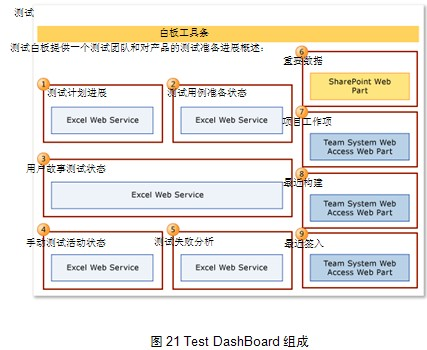 测试
白板工具条
测试白板提供一个测试团队和对产品的测试准备进展概述：
6
重要数据
SharePoint Web
Part
1
测试计划进展
Excel Web Service
2
测试用例准备状态
Excel Web Service
7
项目工作项
Team System Web
Access Web Part
3
用户故事测试状态
Excel Web Service
8
最近构建
Team System Web
Access Web Part
4
手动测试活动状态
Excel Web Service
5
测试失败分析
Excel Web Service
9
最近签入
Team System Web
Access Web Part
图 21 Test DashBoard 组成